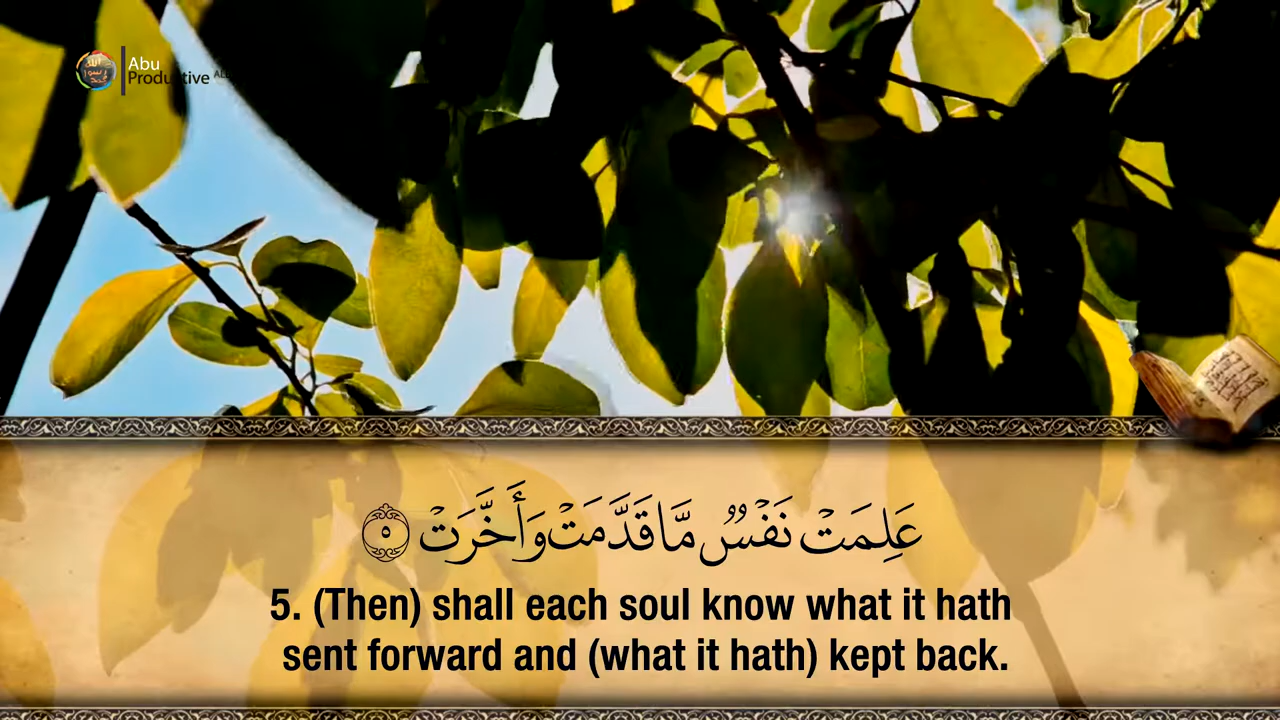 Abu
Productive
عَلِمَتْ نَفْسٌ مَّا قَدَّمَتْ وَأَخَّرَتْ ٥
5. (Then) shall each soul know what it hath
sent forward and (what it hath) kept back.